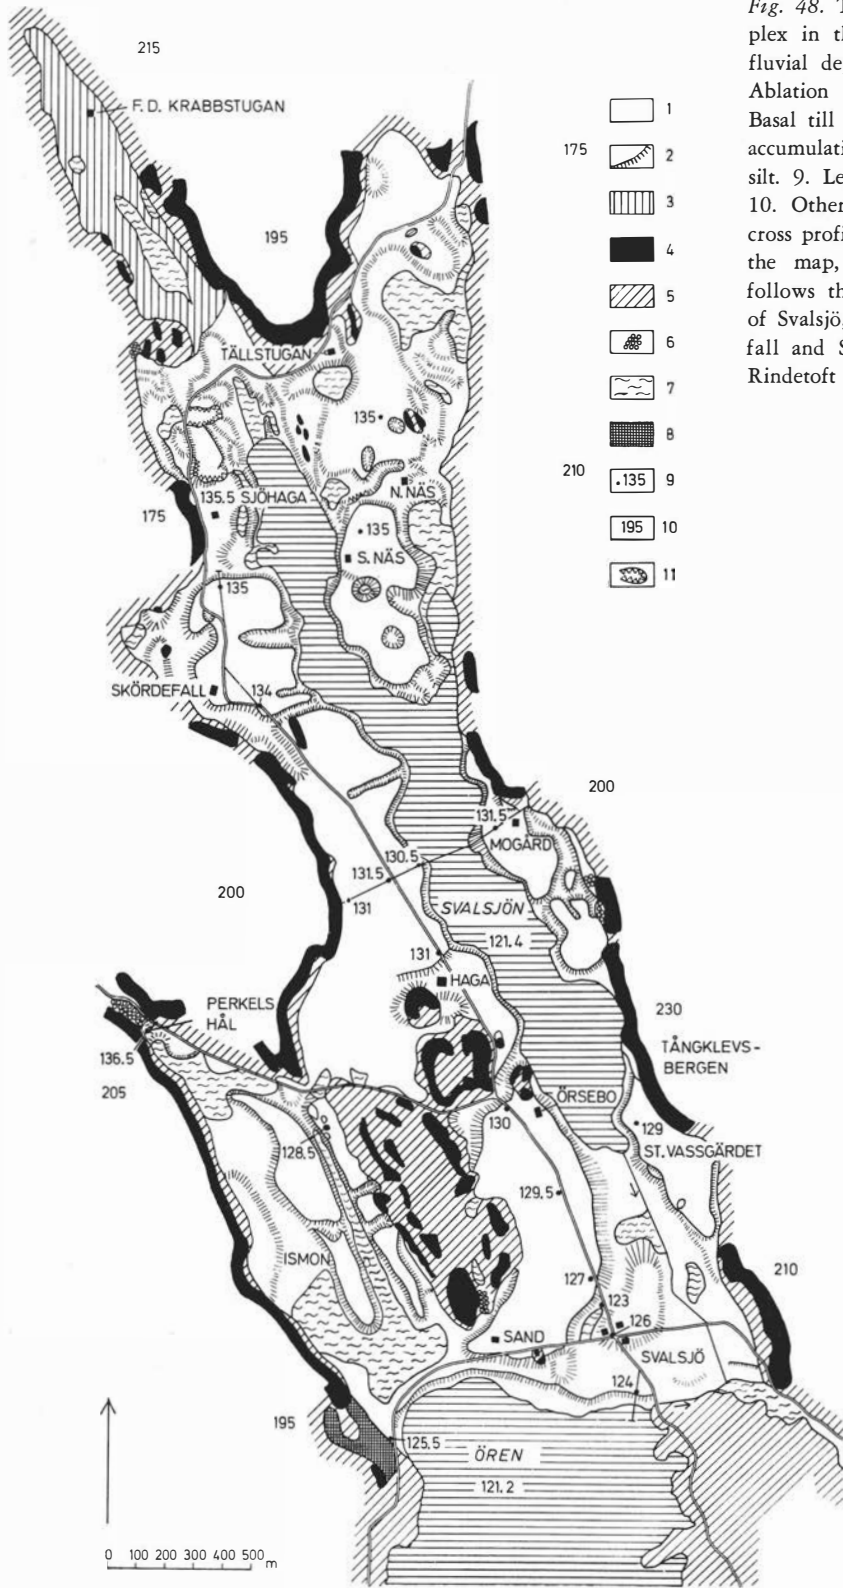 Fig. 48. T
plex in th
fluvial de
Ablation
Basal till
accumulati
silt. 9. Le
10. Other
cross profi
the map,
follows th
of Svalsjö,
fall and S
Rindetoft
215
F.D. KRABBSTUGAN
195
TÄLLSTUGAN
135
135.5 SJÖHAGA
N.NÄS
175
135
S.NÄS
135
SKÖRDEFALL
134
200
131.5
MOGÅRD
130.5
131.5
200
131
SVALSJÖN
121.4
131
HAGA
PERKELS
HÅL
230
TÅNGKLEVS-
BERGEN
136.5
205
ÖRSEBO
130
129
ST. VASSGÄRDET
128.5
129,5
ISMON
127
210
123
126
SAND
SVALSJÖ
124
195
125,5
ÖREN
121.2
0 100 200 300 400 500
m
1
175
2
3
4
5
6
7
8
210
.135 9
195 10
11